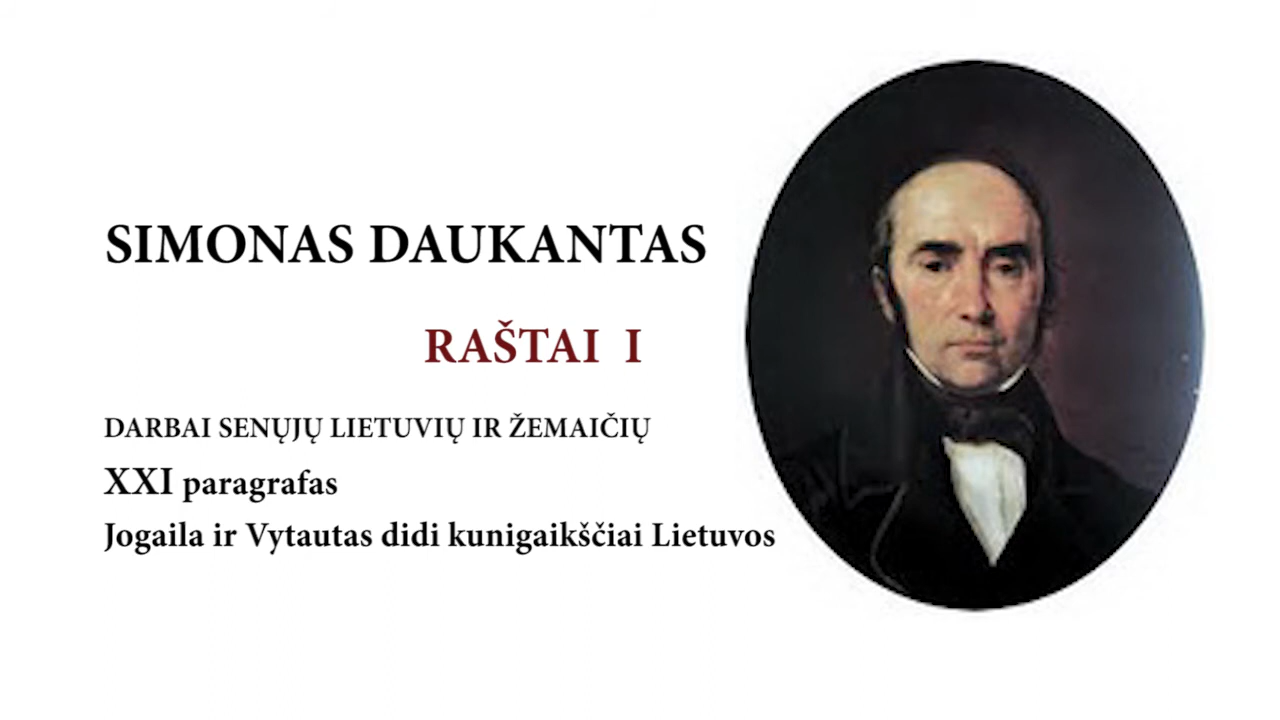 SIMONAS DAUKANTAS
RAŠTAI I
DARBAI SENŲJŲ LIETUVIŲ IR ŽEMAIČIŲ
XXI paragrafas
Jogaila ir Vytautas didi kunigaikščiai Lietuvos